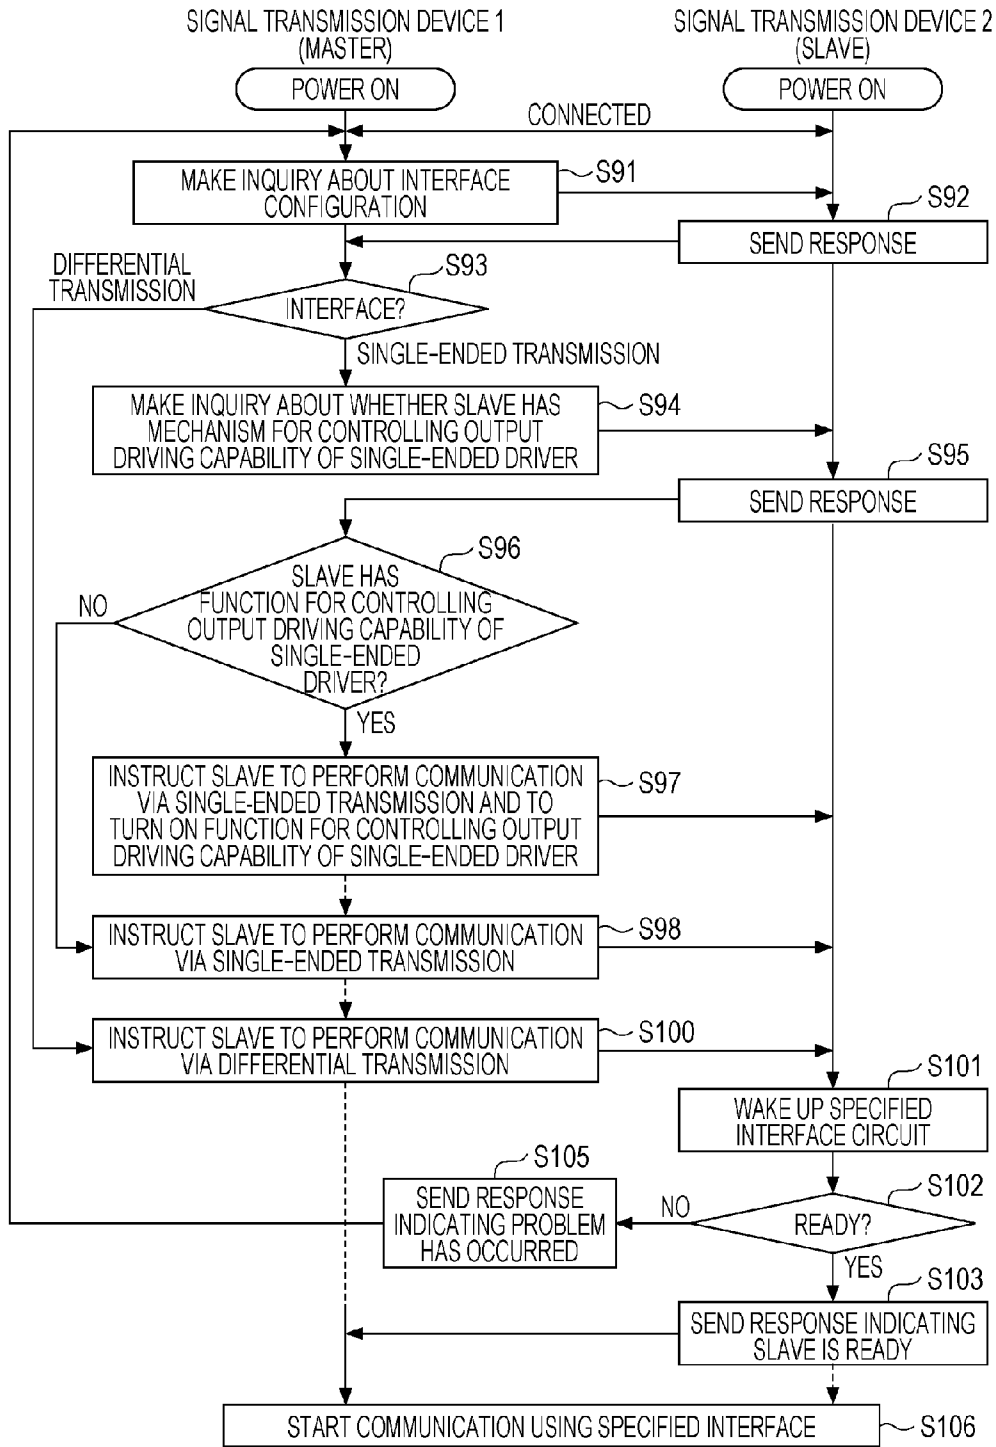 SIGNAL TRANSMISSION DEVICE 1
(MASTER)
SIGNAL TRANSMISSION DEVICE 2
(SLAVE)
POWER ON
POWER ON
CONNECTED
MAKE INQUIRY ABOUT INTERFACE
CONFIGURATION
S91
S92
SEND RESPONSE
DIFFERENTIAL
TRANSMISSION
S93
INTERFACE?
SINGLE-ENDED TRANSMISSION
MAKE INQUIRY ABOUT WHETHER SLAVE HAS
MECHANISM FOR CONTROLLING OUTPUT
DRIVING CAPABILITY OF SINGLE-ENDED DRIVER
S94
S95
SEND RESPONSE
S96
SLAVE HAS
FUNCTION FOR CONTROLLING
OUTPUT DRIVING CAPABILITY OF
SINGLE-ENDED
DRIVER?
NO
YES
INSTRUCT SLAVE TO PERFORM COMMUNICATION
VIA SINGLE-ENDED TRANSMISSION AND TO
TURN ON FUNCTION FOR CONTROLLING OUTPUT
DRIVING CAPABILITY OF SINGLE-ENDED DRIVER
S97
INSTRUCT SLAVE TO PERFORM COMMUNICATION
VIA SINGLE-ENDED TRANSMISSION
S98
INSTRUCT SLAVE TO PERFORM COMMUNICATION
VIA DIFFERENTIAL TRANSMISSION
S100
S101
WAKE UP SPECIFIED
INTERFACE CIRCUIT
S102
READY?
NO
YES
S105
SEND RESPONSE
INDICATING PROBLEM
HAS OCCURRED
S103
SEND RESPONSE INDICATING
SLAVE IS READY
START COMMUNICATION USING SPECIFIED INTERFACE
S106